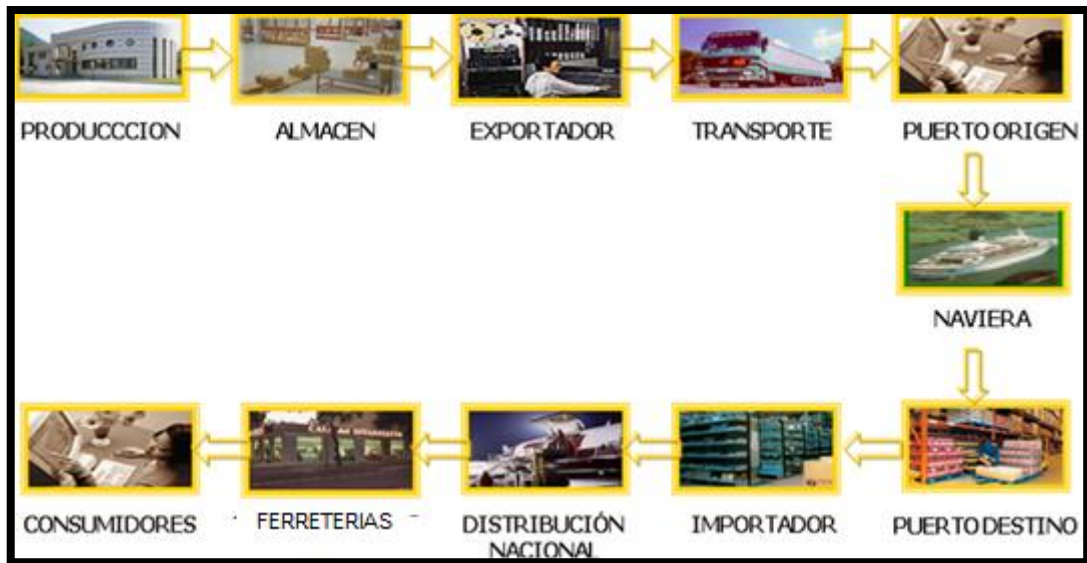 PRODUCCCION
ALMACEN
EXPORTADOR
TRANSPORTE
PUERTO ORIGEN
NAVIERA
PUERTO DESTINO
IMPORTADOR
DISTRIBUCIÓN
NACIONAL
FERRETERIAS
CONSUMIDORES